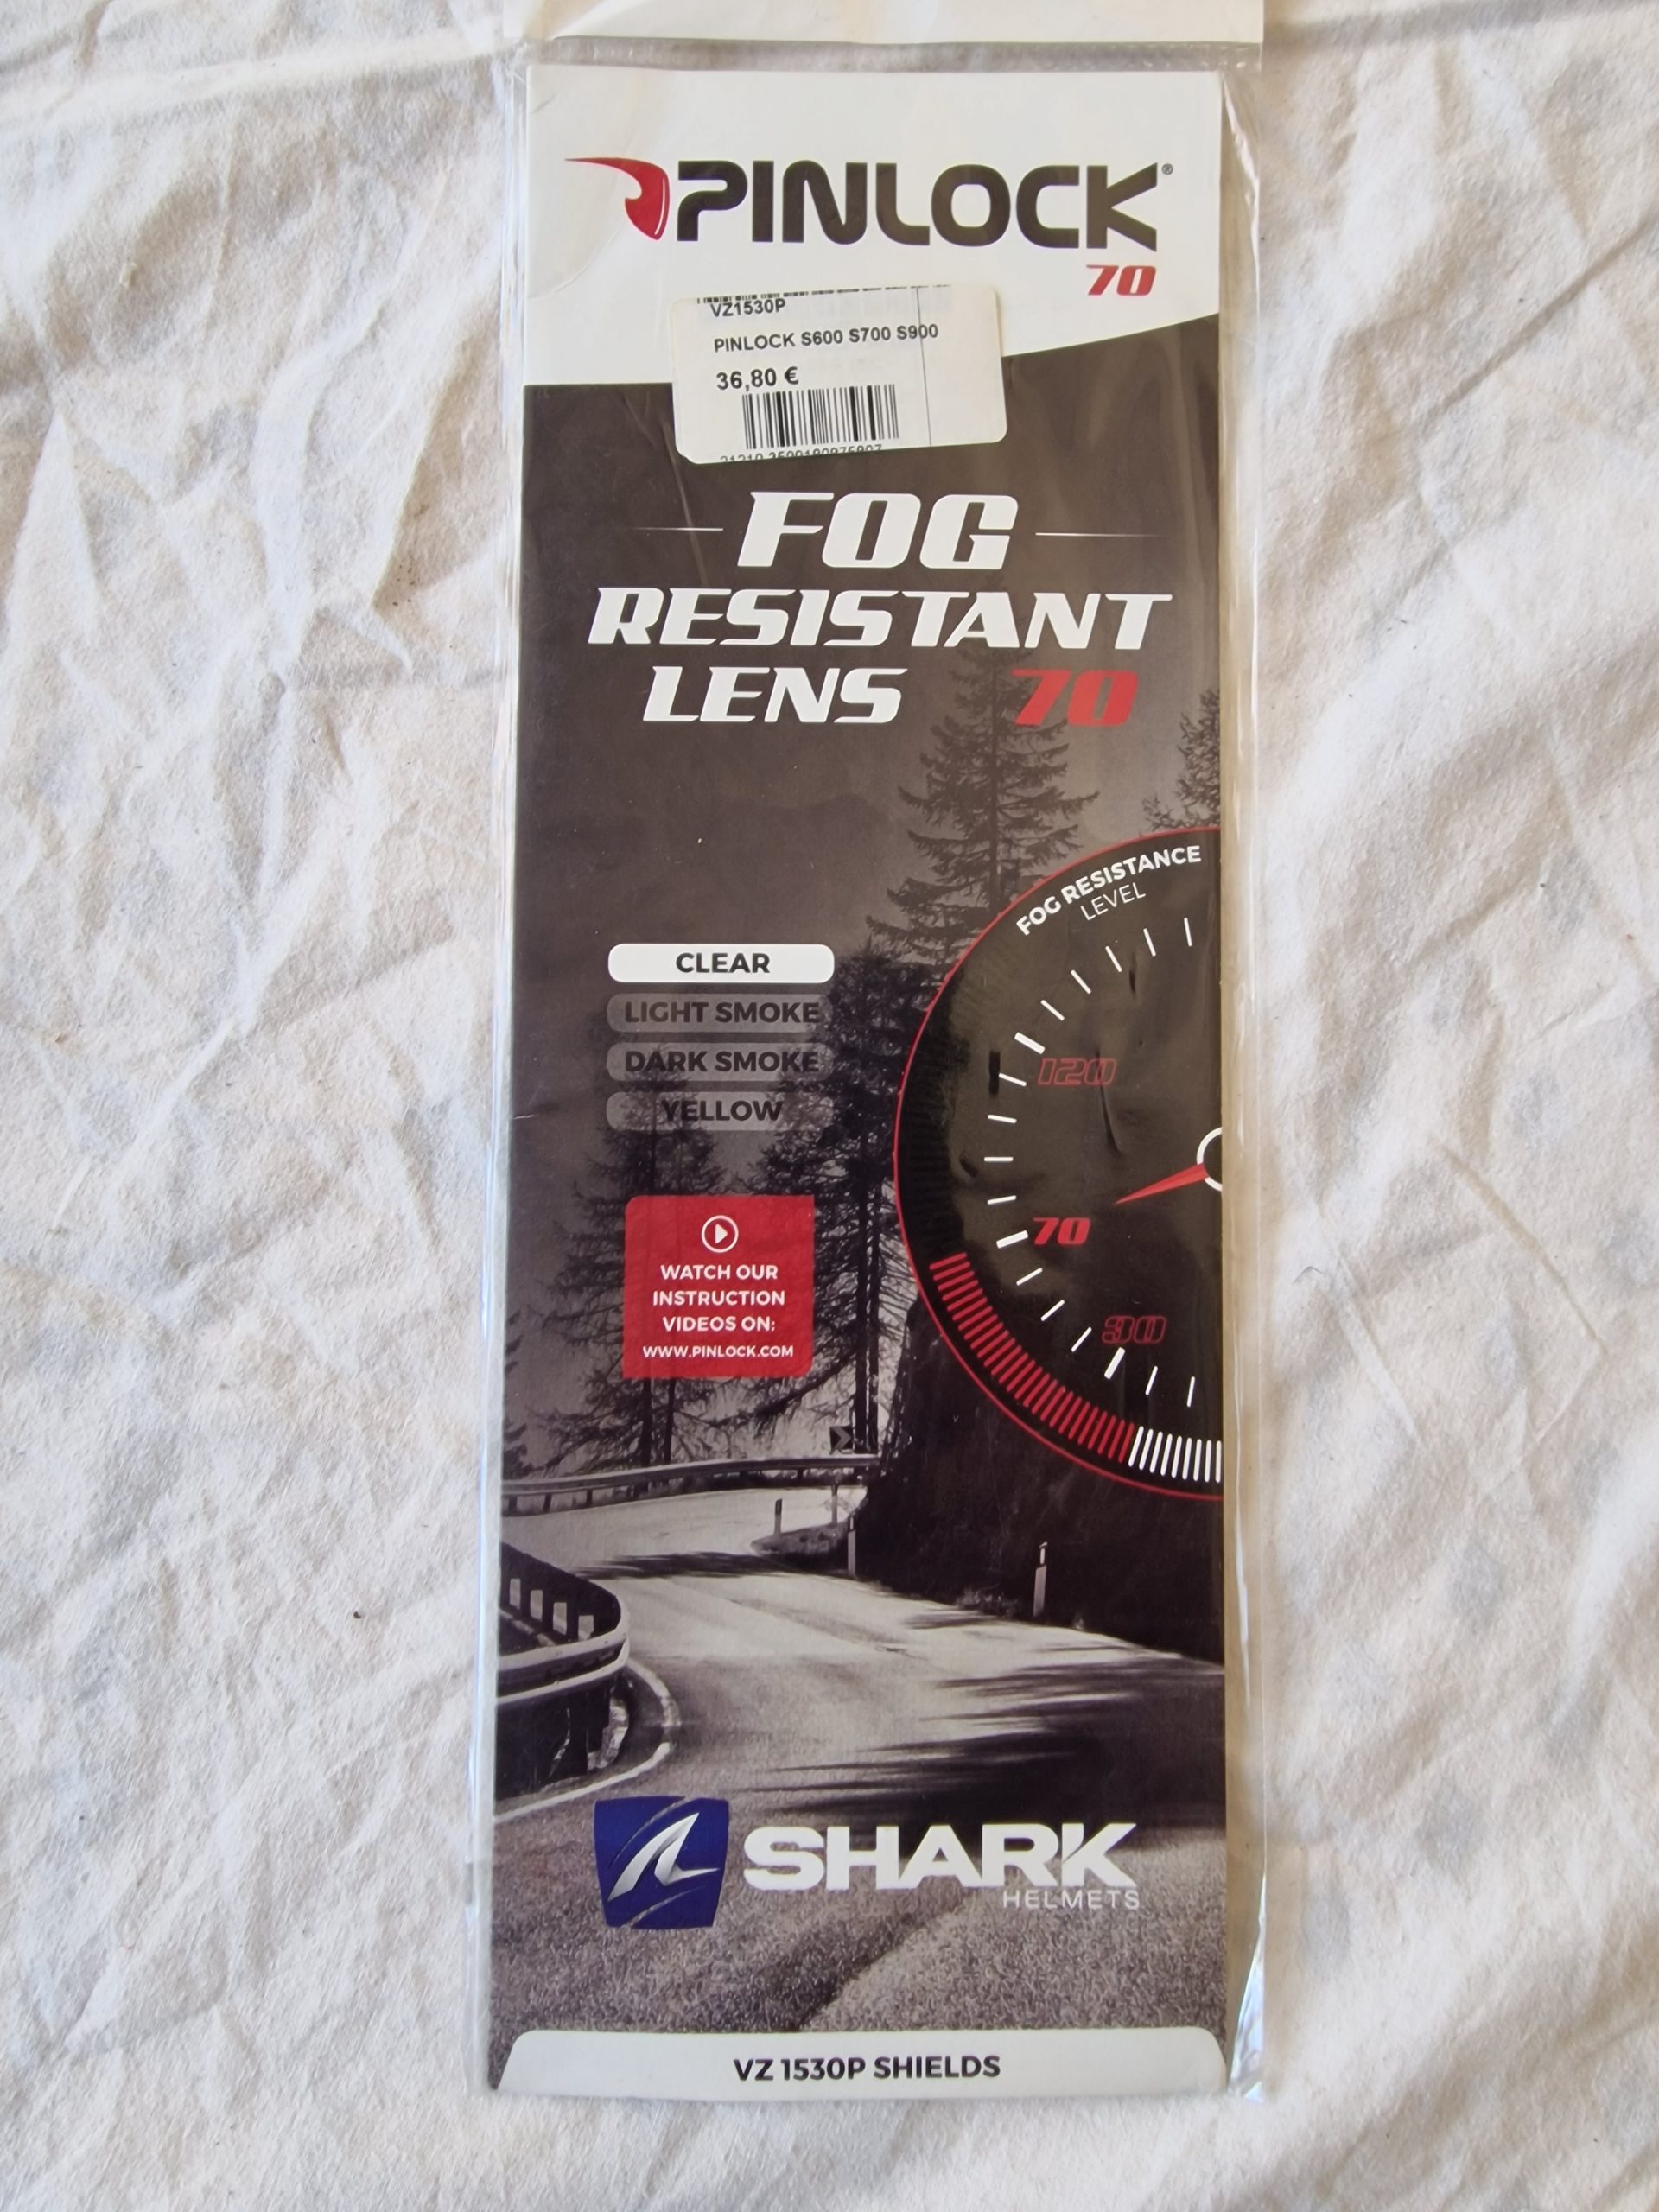 PINLOCK®
70
VZ1530P
PINLOCK S600 S700 S900
36,80 €
FOG
RESISTANT
LENS 70
FOG RESISTANCE
LEVEL
CLEAR
LIGHT SMOKE
DARK SMOKE
YELLOW
120
70
30
WATCH OUR
INSTRUCTION
VIDEOS ON:
WWW.PINLOCK.COM
SHARK
HELMETS
VZ 1530P SHIELDS